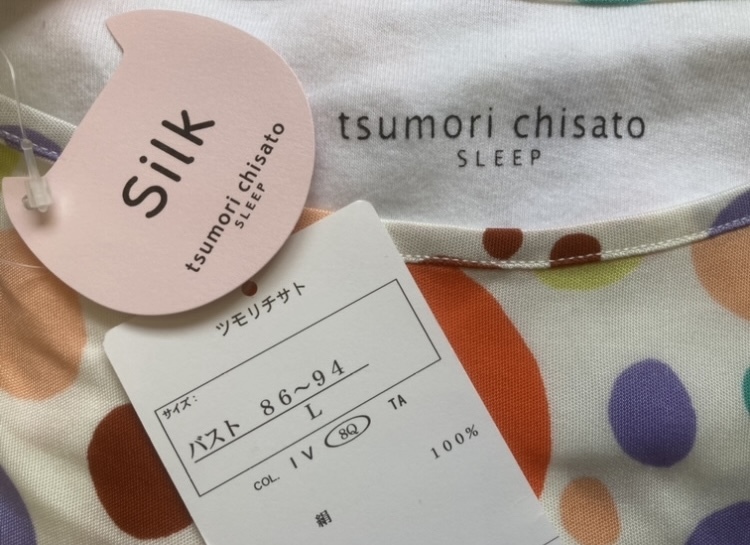 Silk
tsumori chisato
SLEEP
tsumori chisato
SLEEP
ツモリチサト
サイズ:
バスト 86~94
L
COL. IV 8Q TA
絹 100%